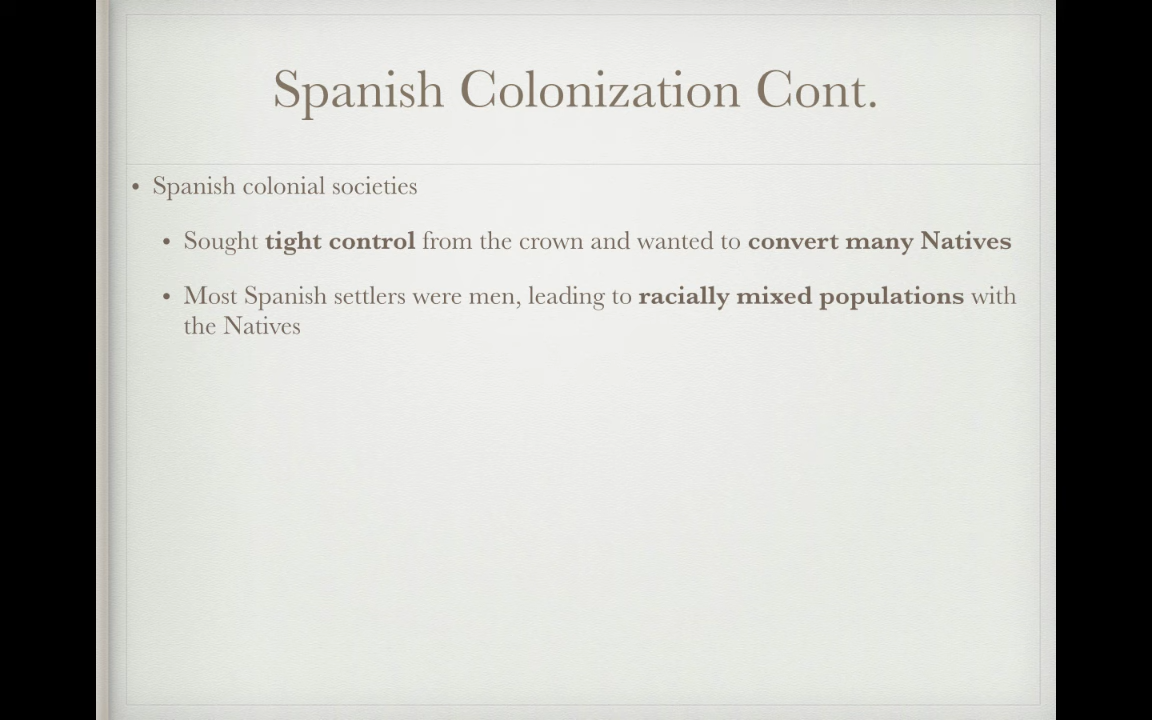 Spanish Colonization Cont.
• Spanish colonial societies
• Sought tight control from the crown and wanted to convert many Natives
• Most Spanish settlers were men, leading to racially mixed populations with
the Natives